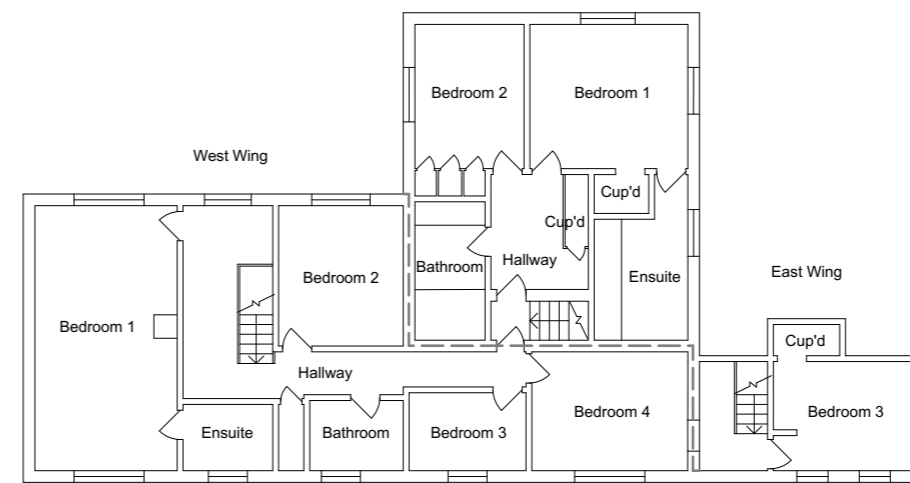 Bedroom 2
Bedroom 1
West Wing
Cup'd
Cup'd
Bathroom
Hallway
Ensuite
East Wing
Bedroom 2
Bedroom 1
Cup'd
Hallway
Bedroom 3
Bedroom 4
Ensuite
Bathroom
Bedroom 3